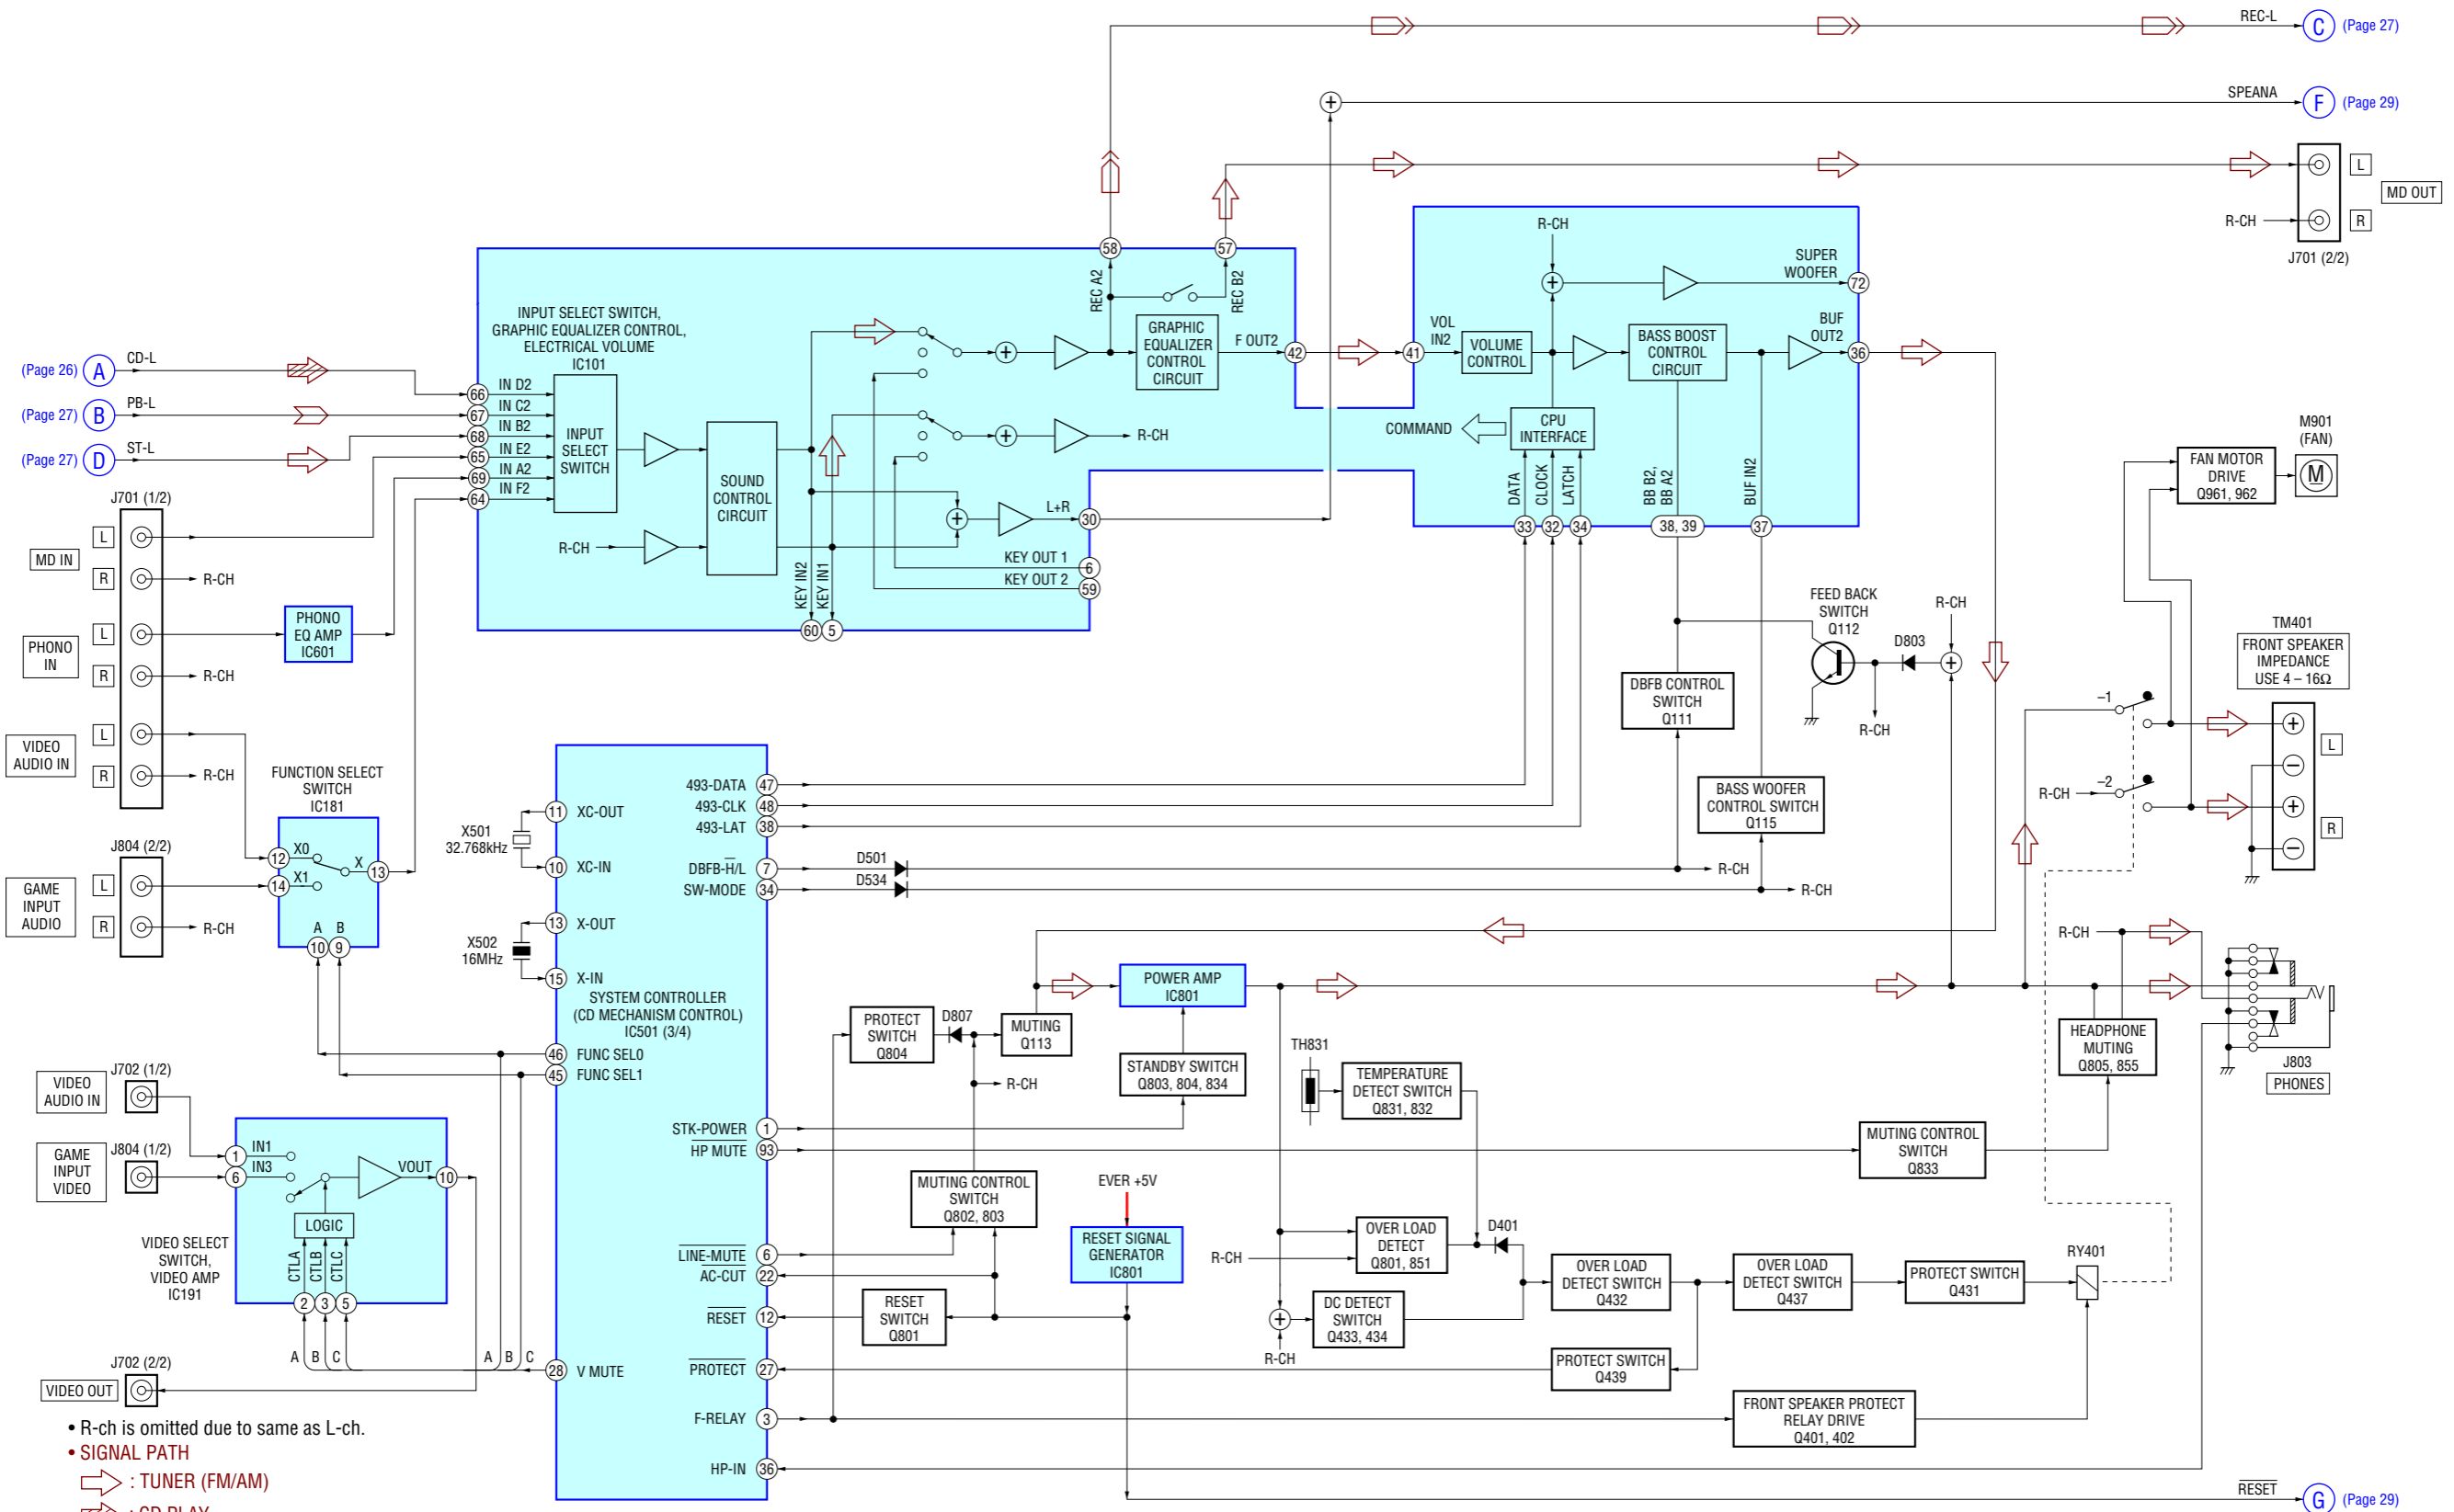 REC-L
C
(Page 27)
SPEANA
F
(Page 29)
L
MD OUT
R-CH
R
J701 (2/2)
58
57
REC A2
REC B2
INPUT SELECT SWITCH,
GRAPHIC EQUALIZER CONTROL,
ELECTRICAL VOLUME
IC101
GRAPHIC
EQUALIZER
CONTROL
CIRCUIT
F OUT2
42
41
VOL
IN2
VOLUME
CONTROL
R-CH
SUPER
WOOFER
72
BASS BOOST
CONTROL
CIRCUIT
BUF
OUT2
36
COMMAND
CPU
INTERFACE
DATA
CLOCK
LATCH
BB B2,
BB A2
BUF IN2
33
32
34
38, 39
37
(Page 26)
A
CD-L
(Page 27)
B
PB-L
(Page 27)
D
ST-L
66
IN D2
67
IN C2
68
IN B2
65
IN E2
69
IN A2
64
IN F2
INPUT
SELECT
SWITCH
SOUND
CONTROL
CIRCUIT
R-CH
R-CH
L+R
30
KEY OUT 1
6
KEY OUT 2
59
KEY IN2
KEY IN1
60
5
J701 (1/2)
MD IN
L
R
R-CH
PHONO
IN
L
R
R-CH
PHONO
EQ AMP
IC601
VIDEO
AUDIO IN
L
R
R-CH
FUNCTION SELECT
SWITCH
IC181
12
X0
14
X1
X
13
A
B
10
9
J804 (2/2)
GAME
INPUT
AUDIO
L
R
R-CH
M901
(FAN)
FAN MOTOR
DRIVE
Q961, 962
M
FEED BACK
SWITCH
Q112
D803
R-CH
R-CH
TM401
FRONT SPEAKER
IMPEDANCE
USE 4 – 16Ω
–1
–2
R-CH
+
L
–
+
R
–
DBFB CONTROL
SWITCH
Q111
BASS WOOFER
CONTROL SWITCH
Q115
X501
32.768kHz
11
XC-OUT
10
XC-IN
X502
16MHz
13
X-OUT
15
X-IN
493-DATA
47
493-CLK
48
493-LAT
38
DBFB-H̅/L
7
D501
R-CH
SW-MODE
34
D534
R-CH
SYSTEM CONTROLLER
(CD MECHANISM CONTROL)
IC501 (3/4)
46
FUNC SEL0
45
FUNC SEL1
PROTECT
SWITCH
Q804
D807
MUTING
Q113
R-CH
POWER AMP
IC801
STANDBY SWITCH
Q803, 804, 834
TH831
TEMPERATURE
DETECT SWITCH
Q831, 832
R-CH
HEADPHONE
MUTING
Q805, 855
J803
PHONES
STK-POWER
1
HP MUTE
93
MUTING CONTROL
SWITCH
Q833
MUTING CONTROL
SWITCH
Q802, 803
EVER +5V
RESET SIGNAL
GENERATOR
IC801
LINE-MUTE
6
AC-CUT
22
RESET
12
RESET
SWITCH
Q801
R-CH
OVER LOAD
DETECT
Q801, 851
D401
DC DETECT
SWITCH
Q433, 434
R-CH
OVER LOAD
DETECT SWITCH
Q432
OVER LOAD
DETECT SWITCH
Q437
PROTECT SWITCH
Q431
RY401
PROTECT
27
PROTECT SWITCH
Q439
F-RELAY
3
FRONT SPEAKER PROTECT
RELAY DRIVE
Q401, 402
HP-IN
36
RESET
G
(Page 29)
VIDEO
AUDIO IN
J702 (1/2)
GAME
INPUT
VIDEO
J804 (1/2)
1
IN1
6
IN3
VOUT
10
LOGIC
CTLA
CTLB
CTLC
2
3
5
VIDEO SELECT
SWITCH,
VIDEO AMP
IC191
A
B
C
A
B
C
28
V MUTE
J702 (2/2)
VIDEO OUT
• R-ch is omitted due to same as L-ch.
• SIGNAL PATH
: TUNER (FM/AM)
: CD PLAY